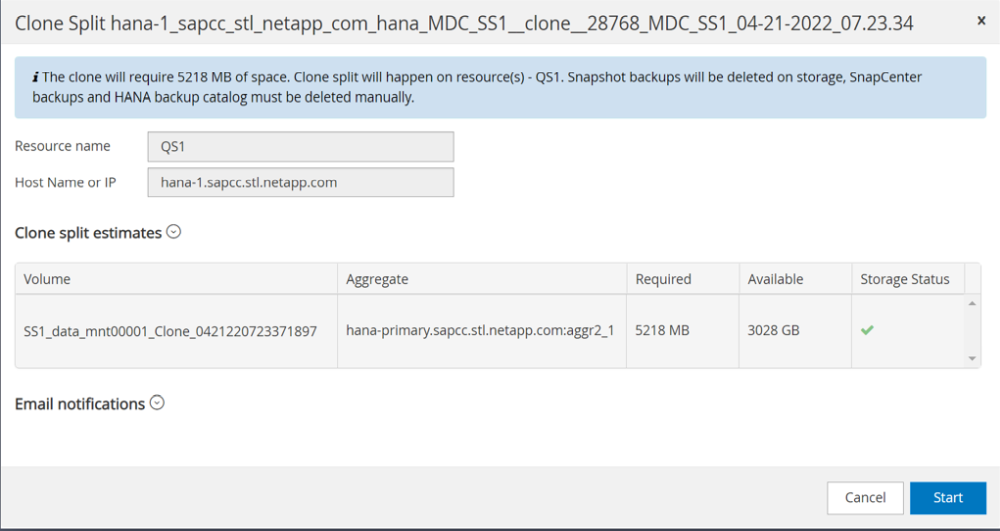 Clone Split hana-1_sapcc_stl_netapp_com_hana_MDC_SS1__clone__28768_MDC_SS1_04-21-2022_07.23.34 x
i The clone will require 5218 MB of space. Clone split will happen on resource(s) - QS1. Snapshot backups will be deleted on storage, SnapCenter
backups and HANA backup catalog must be deleted manually.
Resource name QS1
Host Name or IP hana-1.sapcc.stl.netapp.com
Clone split estimates
Volume Aggregate Required Available Storage Status
SS1_data_mnt00001_Clone_0421220723371897 hana-primary.sapcc.stl.netapp.com:aggr2_1 5218 MB 3028 GB
Email notifications
Cancel Start